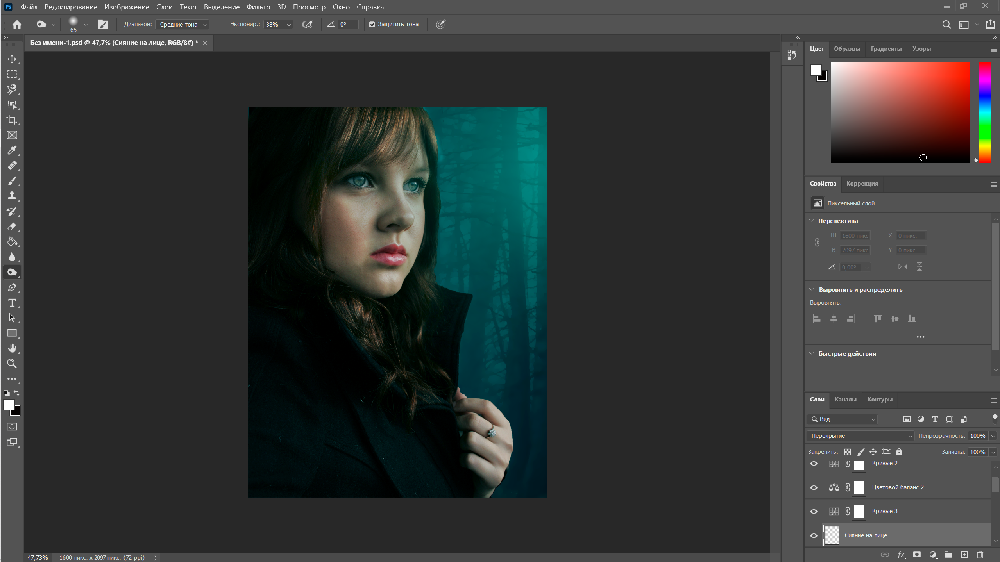 Ps Файл Редактирование Изображение Слои Текст Выделение Фильтр 3D Просмотр Окно Справка
65 Диапазон: Средние тона Экспонир.: 38% 0° Защитить тона
Без имени-1.psd @ 47,7% (Сияние на лице, RGB/8#) *
Цвет Образцы Градиенты Узоры
Свойства Коррекция
Пиксельный слой
Перспектива
Ш 1600 пикс X 0 пикс.
В 2097 пикс Y 0 пикс.
0,00°
Выровнять и распределить
Выровнять:
Быстрые действия
Слои Каналы Контуры
Вид
Перекрытие Непрозрачность: 100%
Закрепить: Заливка: 100%
Кривые 2
Цветовой баланс 2
Кривые 3
Сияние на лице
fx
47,73% 1600 пикс. x 2097 пикс. (72 ppi)